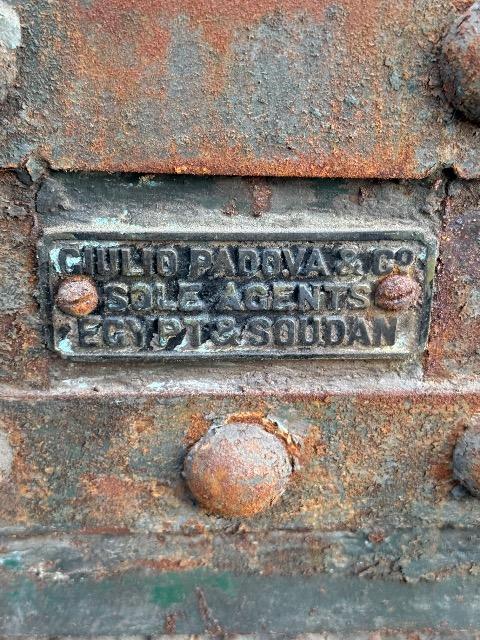 GIULIO PADOVA & Cº
SOLE AGENTS
EGYPT & SOUDAN